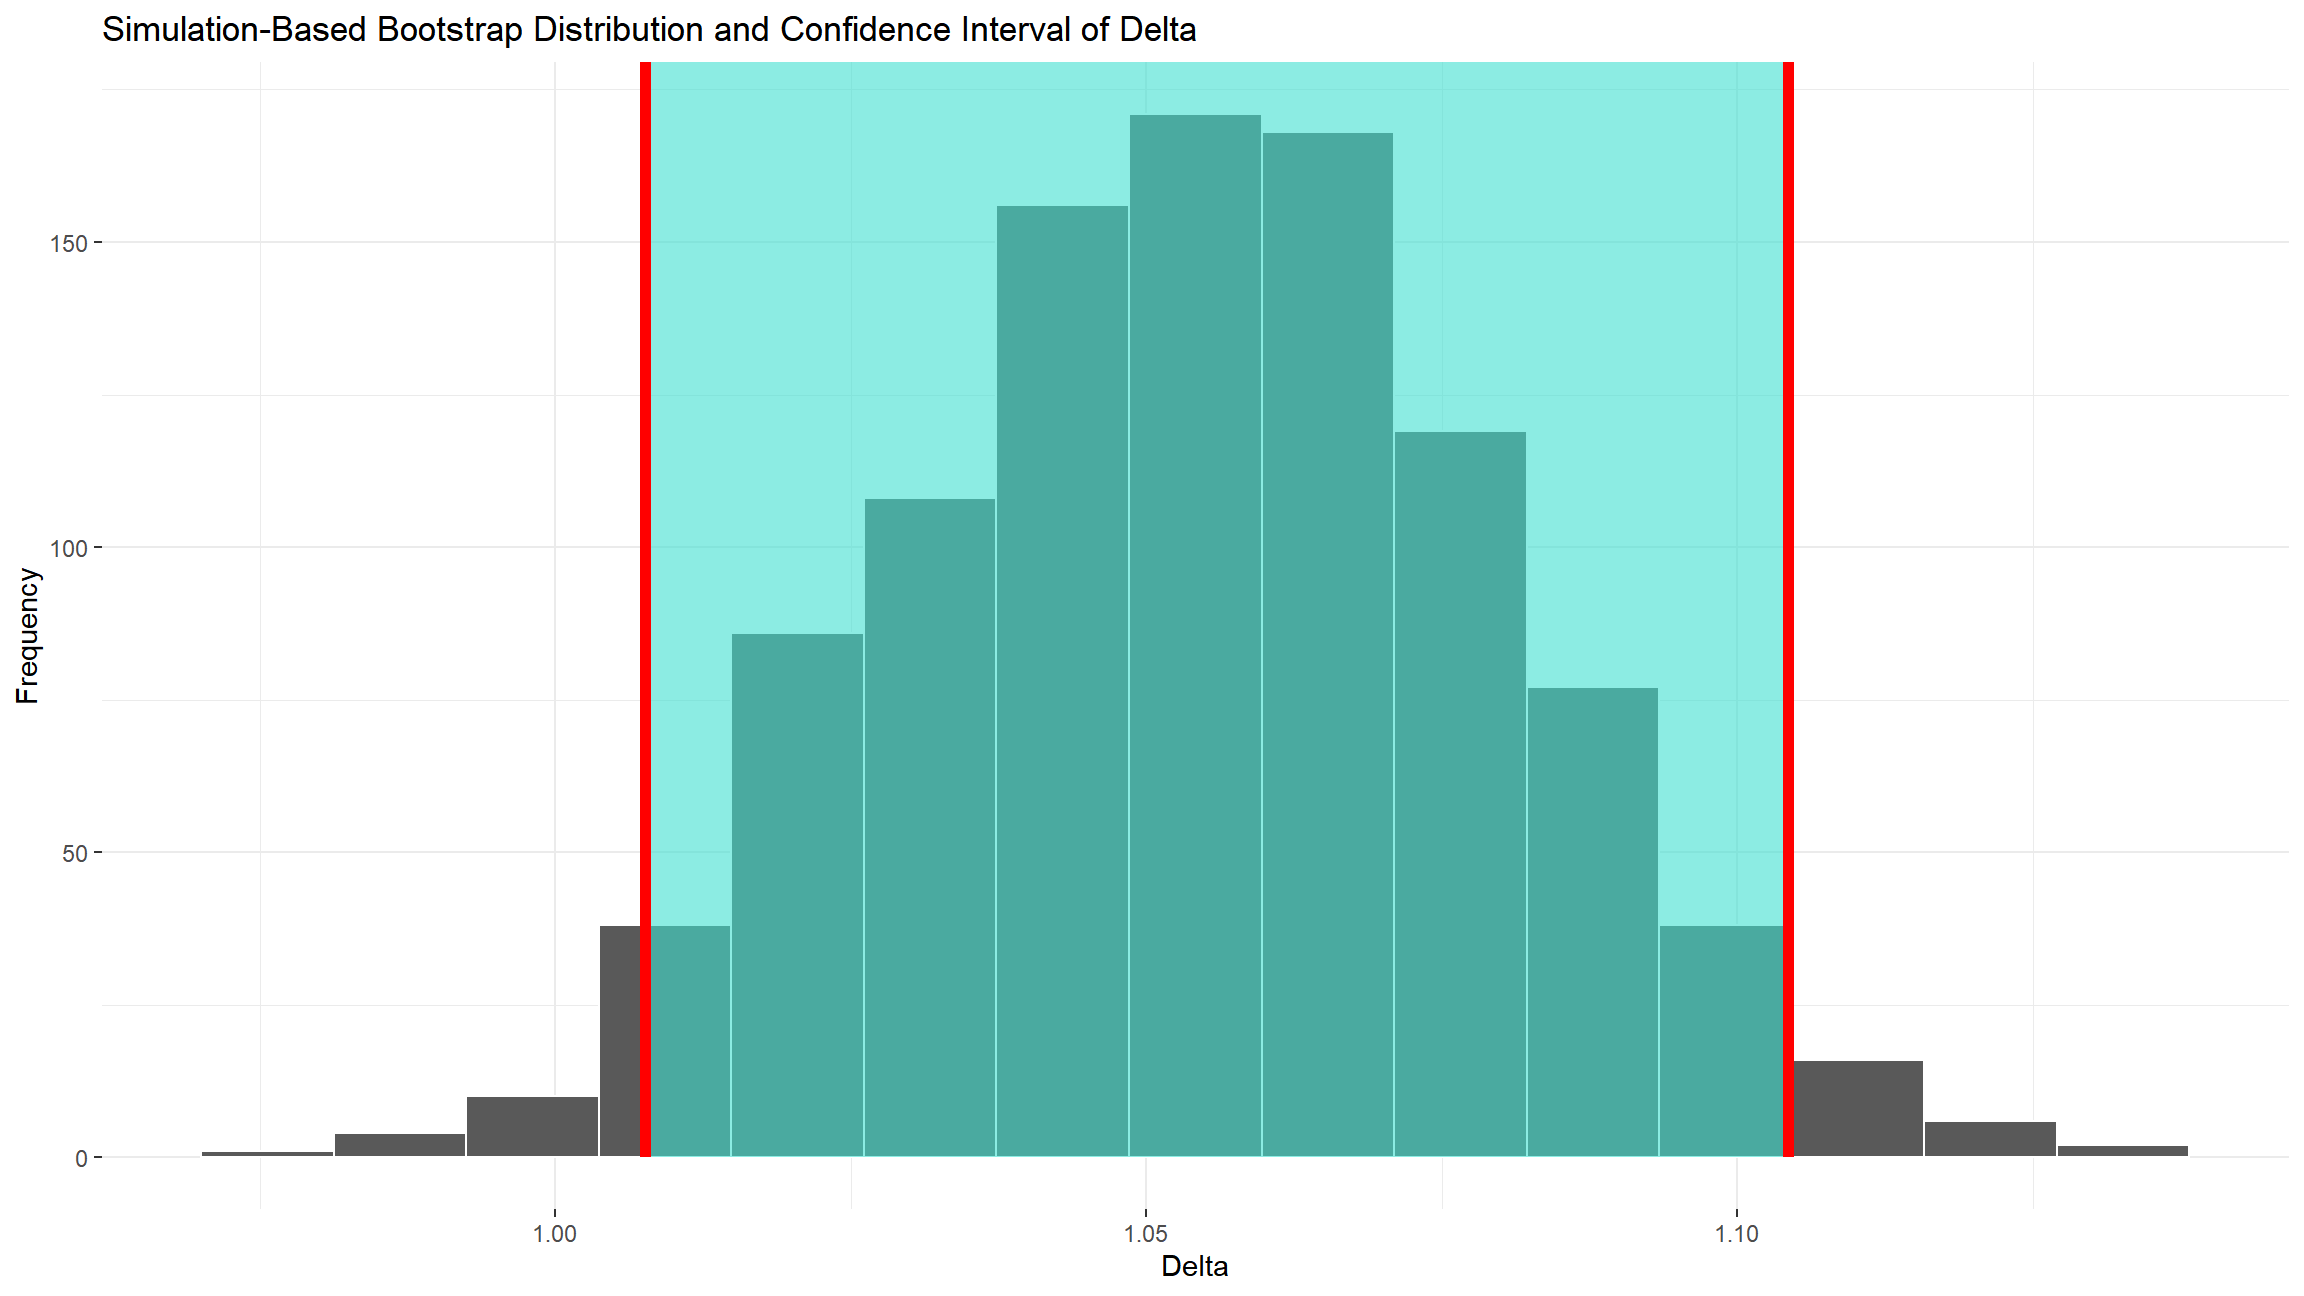 Simulation-Based Bootstrap Distribution and Confidence Interval of Delta
150
100
50
0
Frequency
1.00
1.05
1.10
Delta